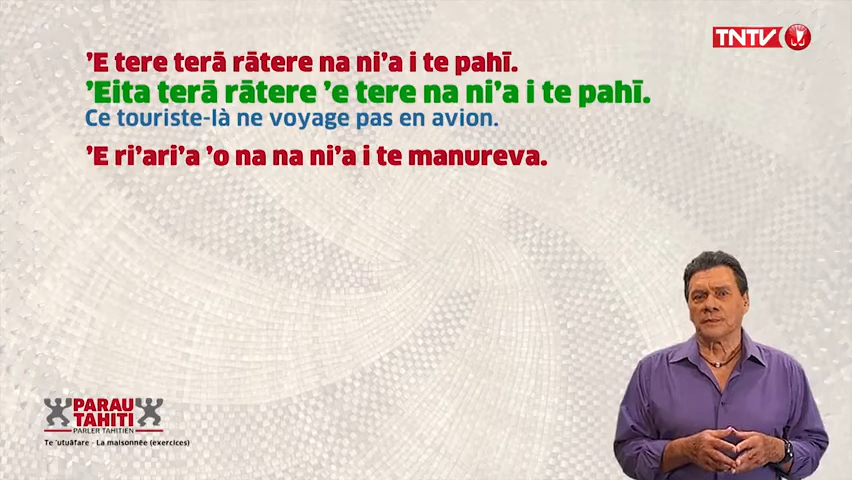 TNTV
’E tere terā rātere na ni’a i te pahī.
’Eita terā rātere ’e tere na ni’a i te pahī.
Ce touriste-là ne voyage pas en avion.
’E ri’ari’a ’o na na ni’a i te manureva.
PARAU
TAHITI
PARLER TAHITIEN
Te ’utuāfare - La maisonnée (exercices)